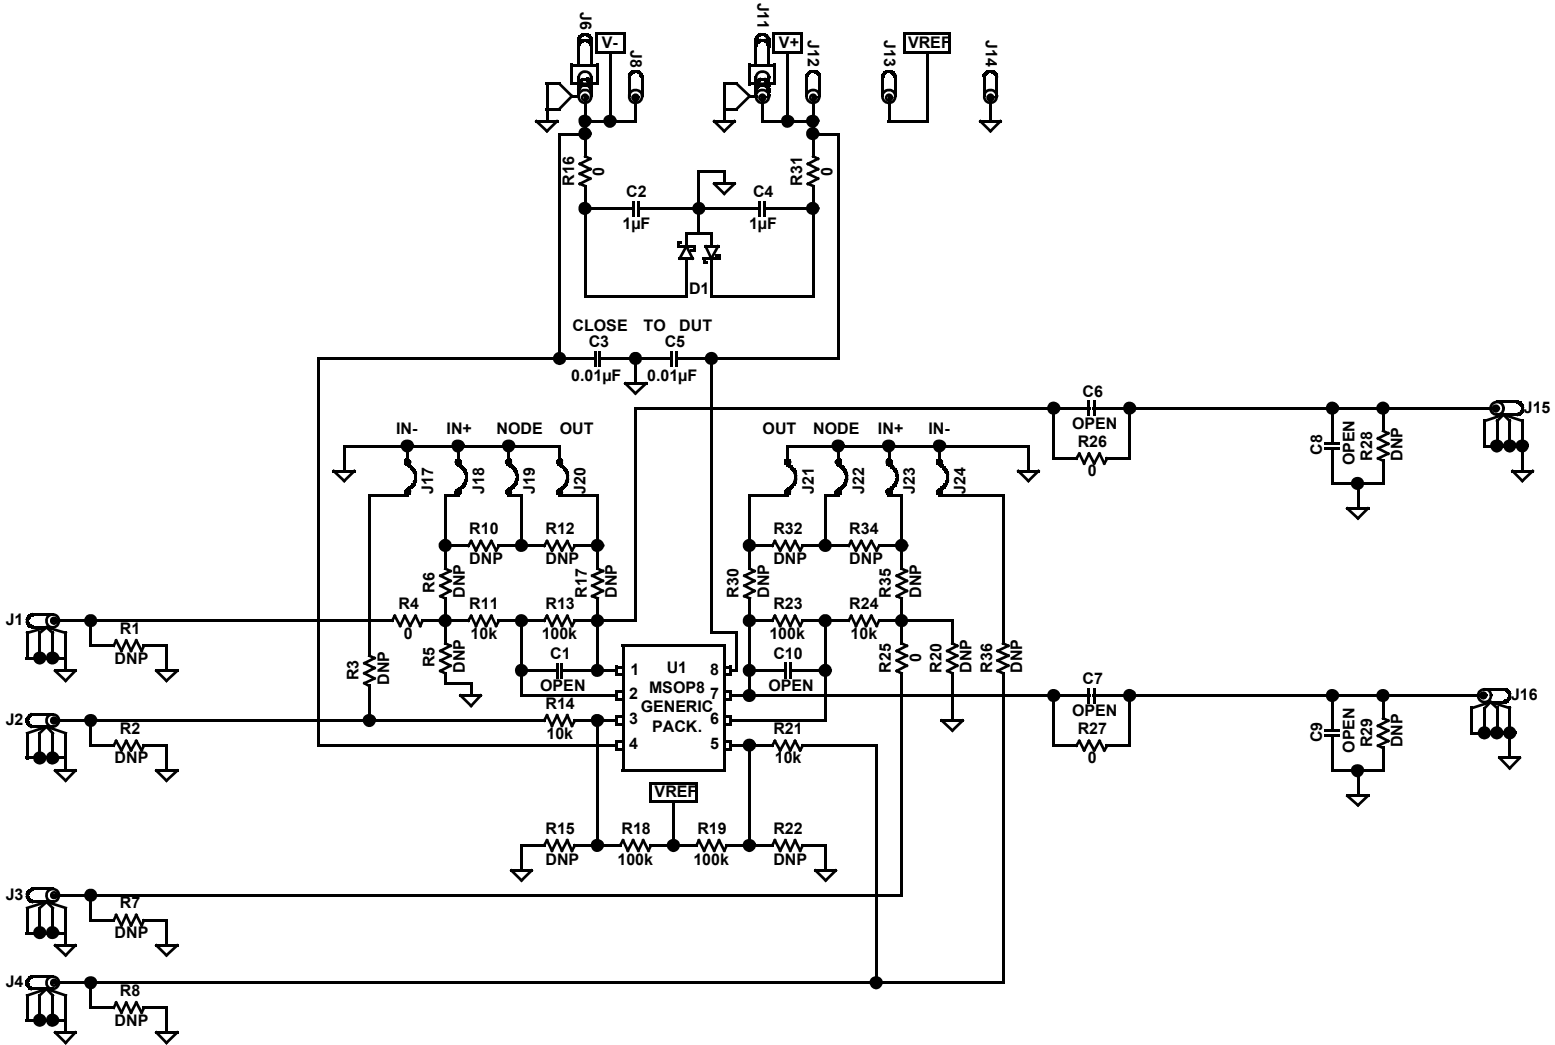 J6
V-
J8
J11
V+
J12
J13
VREF
J14
R16
0
R31
0
C2
1µF
C4
1µF
D1
CLOSE TO DUT
C3
0.01µF
C5
0.01µF
IN- IN+ NODE OUT
J17
J18
J19
J20
OUT NODE IN+ IN-
J21
J22
J23
J24
C6
OPEN
R26
0
C8
OPEN
R28
DNP
J15
R10
DNP
R12
DNP
R32
DNP
R34
DNP
R6
DNP
R17
DNP
R30
DNP
R35
DNP
J1
R1
DNP
R4
0
R11
10k
R13
100k
R23
100k
R24
10k
R3
DNP
R5
DNP
C1
OPEN
1
2
3
4
U1
MSOP8
GENERIC
PACK.
8
7
6
5
C10
OPEN
R25
0
R20
DNP
R36
DNP
C7
OPEN
R27
0
C9
OPEN
R29
DNP
J16
J2
R2
DNP
R14
10k
R21
10k
VREF
R15
DNP
R18
100k
R19
100k
R22
DNP
J3
R7
DNP
J4
R8
DNP